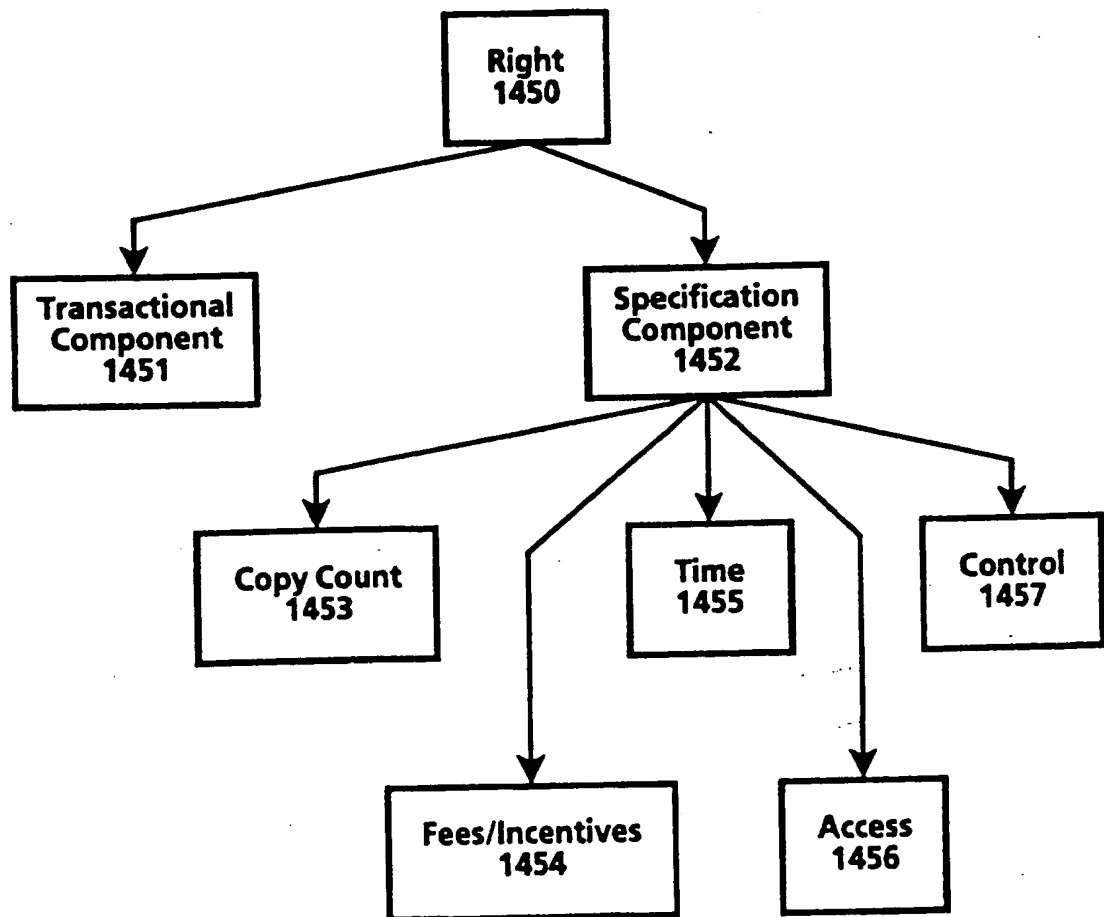 Right
1450
Transactional
Component
1451
Specification
Component
1452
Copy Count
1453
Time
1455
Control
1457
Fees/Incentives
1454
Access
1456